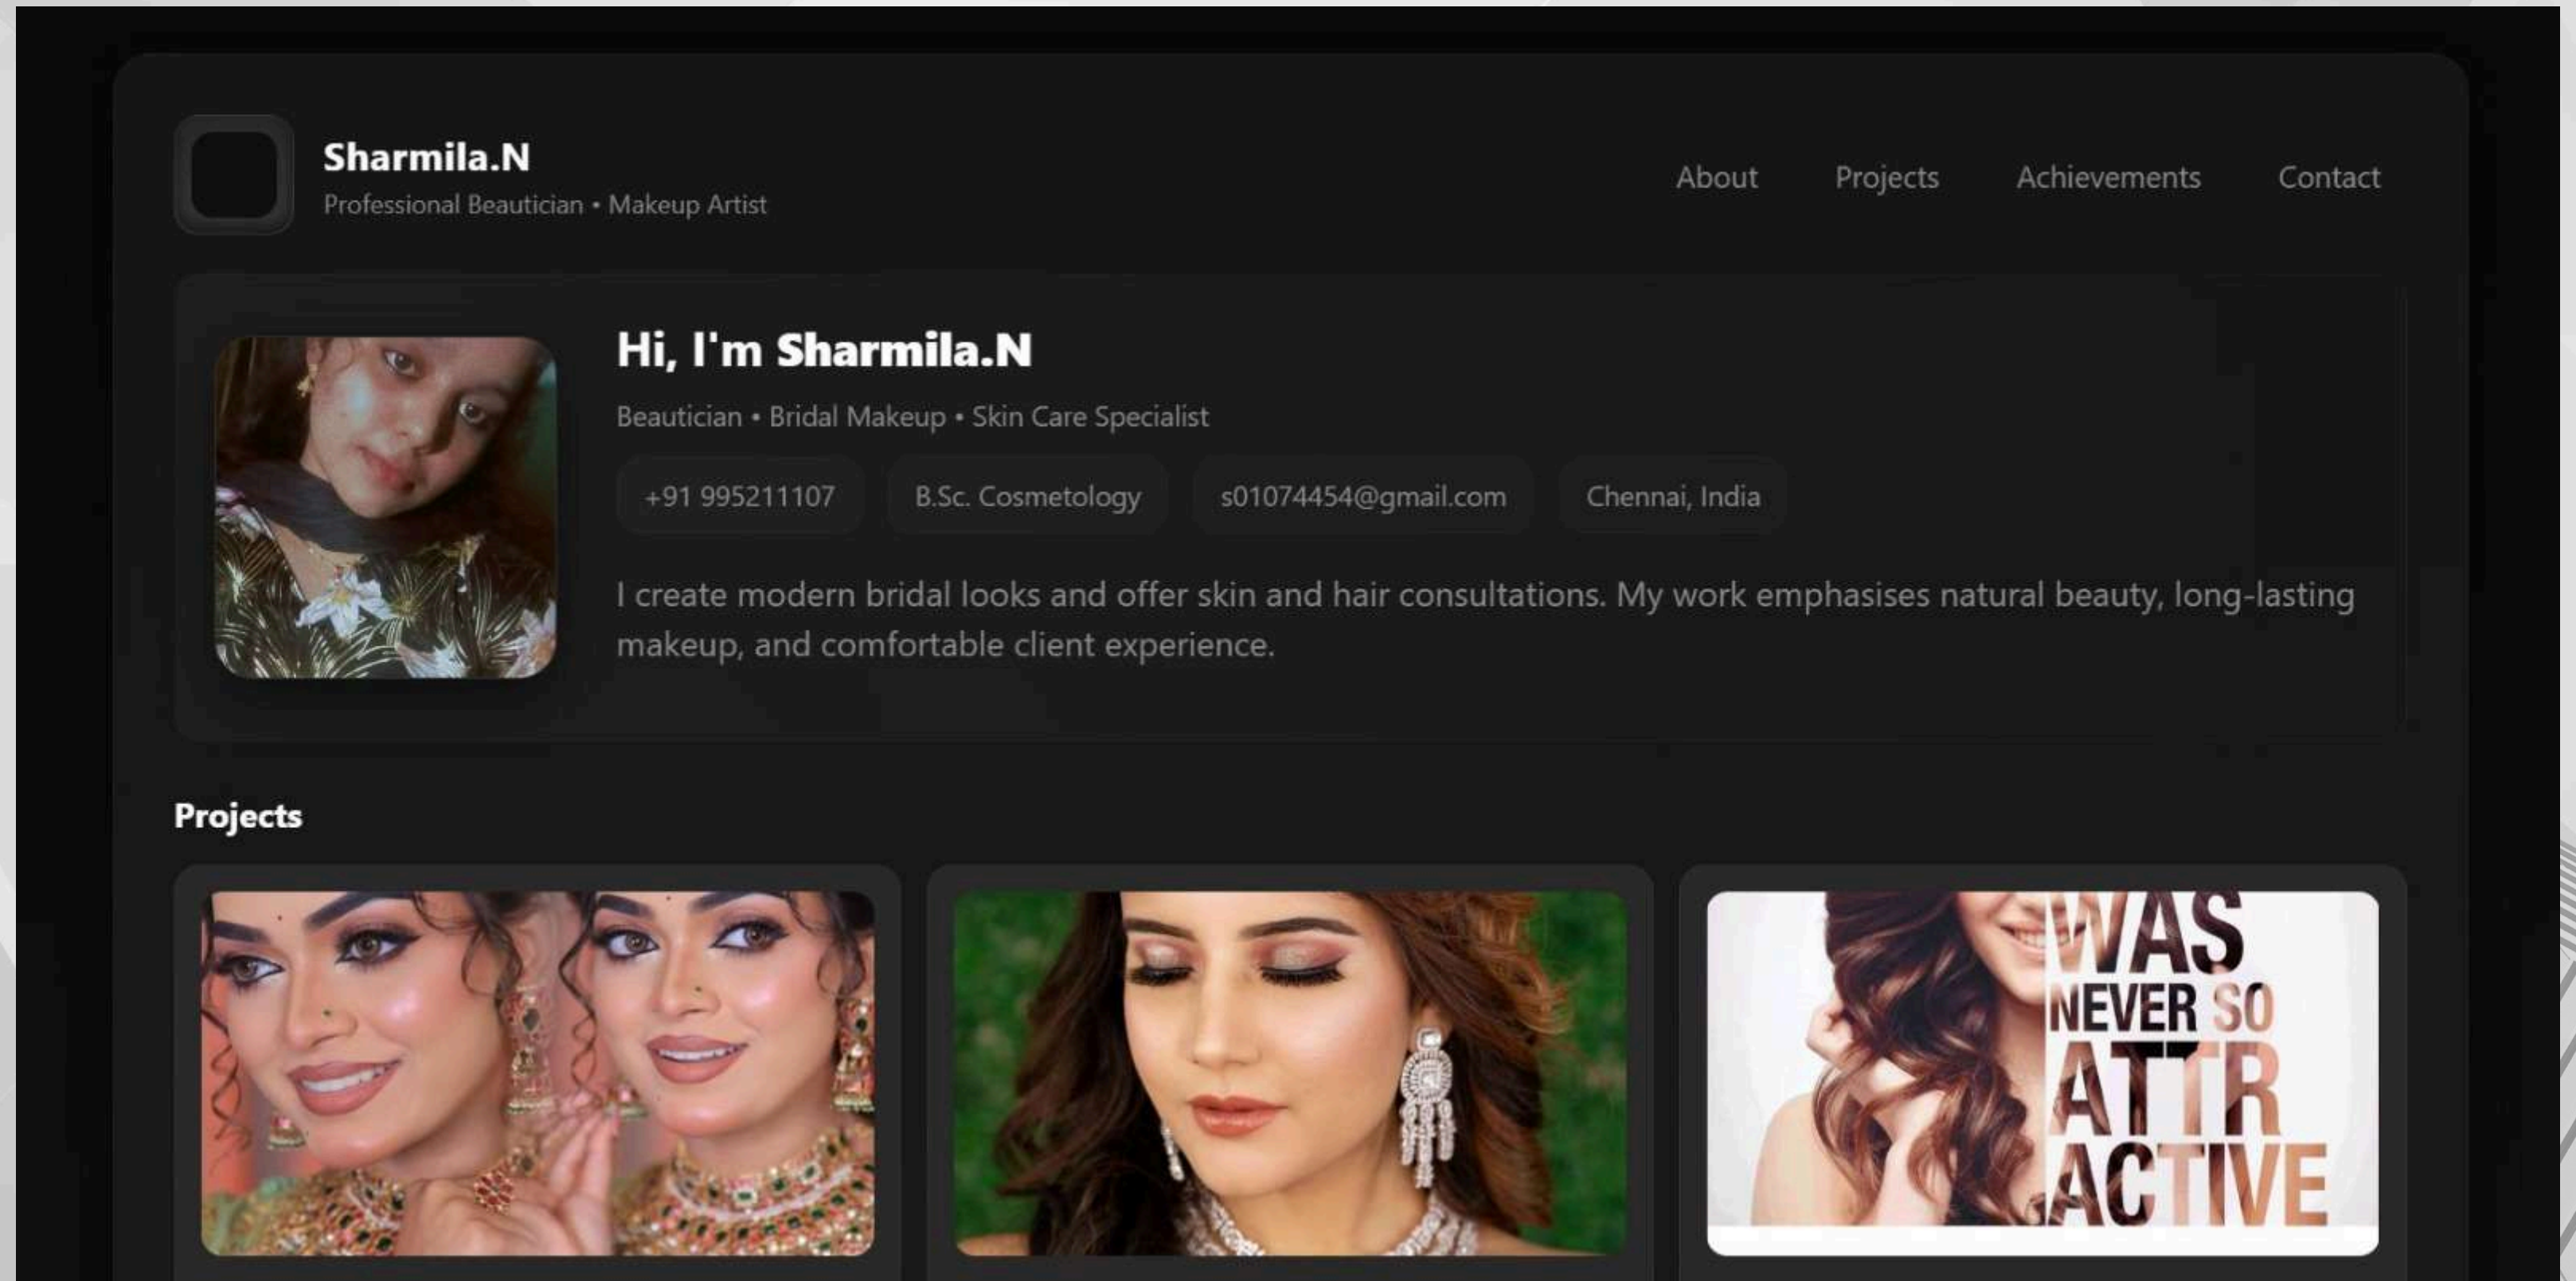 Sharmila.N
Professional Beautician • Makeup Artist
About
Projects
Achievements
Contact
Hi, I'm Sharmila.N
Beautician • Bridal Makeup • Skin Care Specialist
+91 995211107
B.Sc. Cosmetology
s01074454@gmail.com
Chennai, India
I create modern bridal looks and offer skin and hair consultations. My work emphasises natural beauty, long-lasting
makeup, and comfortable client experience.
Projects
WAS
NEVER SO
ATTR
ACTIVE